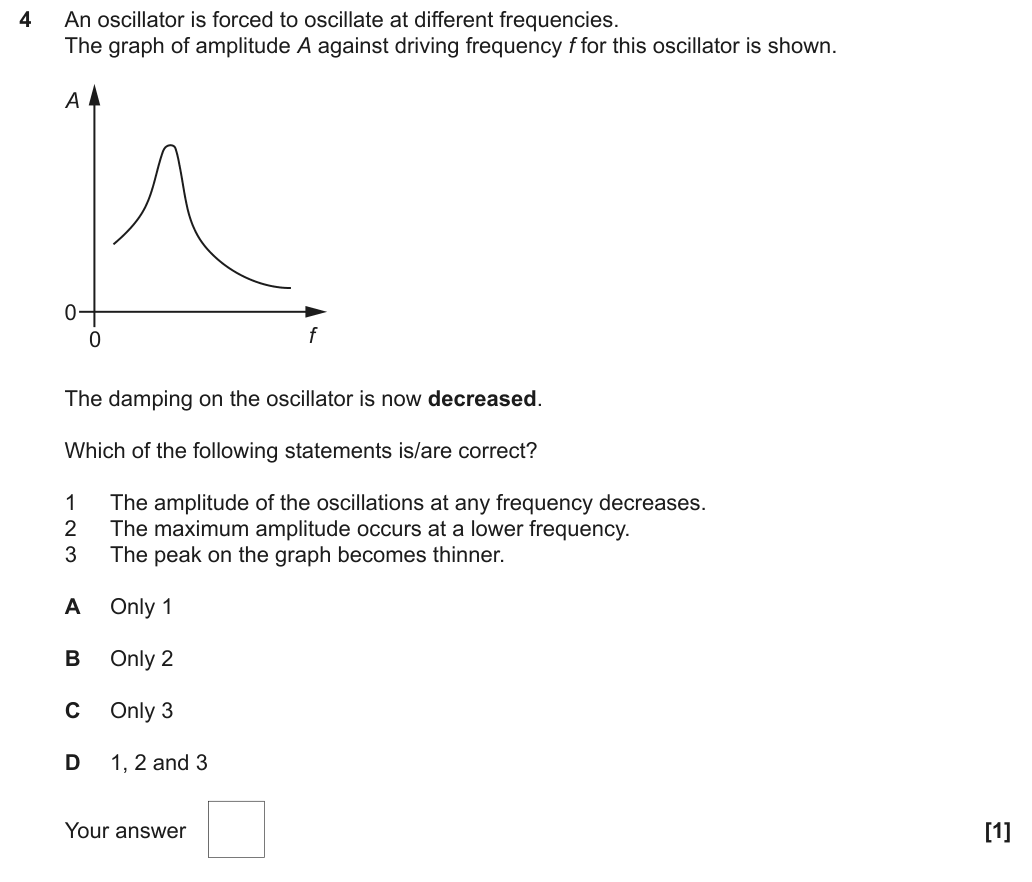 4 An oscillator is forced to oscillate at different frequencies.
The graph of amplitude A against driving frequency f for this oscillator is shown.
A
0
0
f
The damping on the oscillator is now decreased.
Which of the following statements is/are correct?
1 The amplitude of the oscillations at any frequency decreases.
2 The maximum amplitude occurs at a lower frequency.
3 The peak on the graph becomes thinner.
A Only 1
B Only 2
C Only 3
D 1, 2 and 3
Your answer [1]